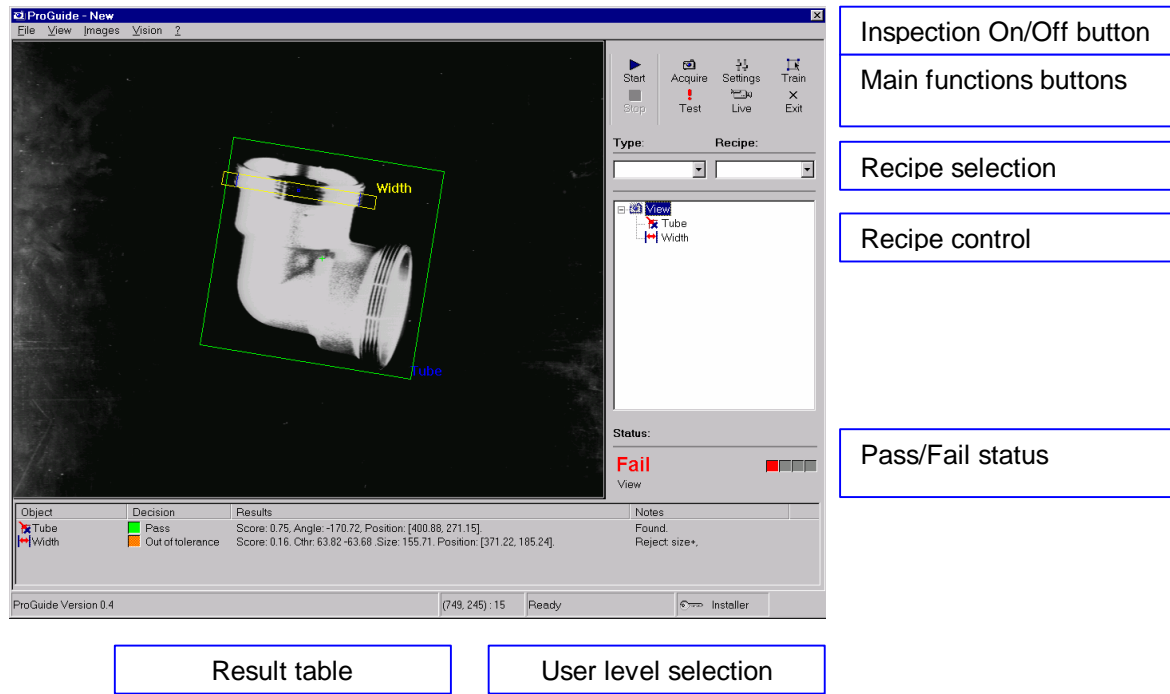 ProGuide - New
File View Images Vision ?
Inspection On/Off button
Main functions buttons
Start Acquire Settings Train
Stop Test Live Exit
Type: Recipe:
Recipe selection
Width
View
Tube
Width
Recipe control
Tube
Status:
Fail
View
Pass/Fail status
Object Decision Results Notes
Tube Pass Score: 0.75, Angle: -170.72, Position: [400.88, 271.15]. Found.
Width Out of tolerance Score: 0.16. Cthr: 63.82 -63.68 .Size: 155.71. Position: [371.22, 185.24]. Reject: size+,
ProGuide Version 0.4 (749, 245) : 15 Ready Installer
Result table
User level selection